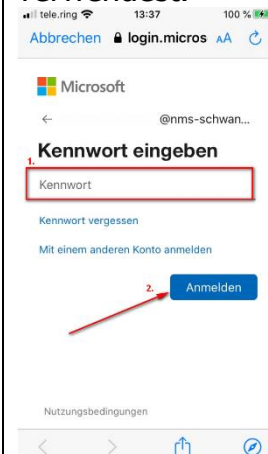 tele.ring 13:37 100 %
Abbrechen login.micros AA
Microsoft
@nms-schwan...
Kennwort eingeben
1.
Kennwort
Kennwort vergessen
Mit einem anderen Konto anmelden
2. Anmelden
Nutzungsbedingungen